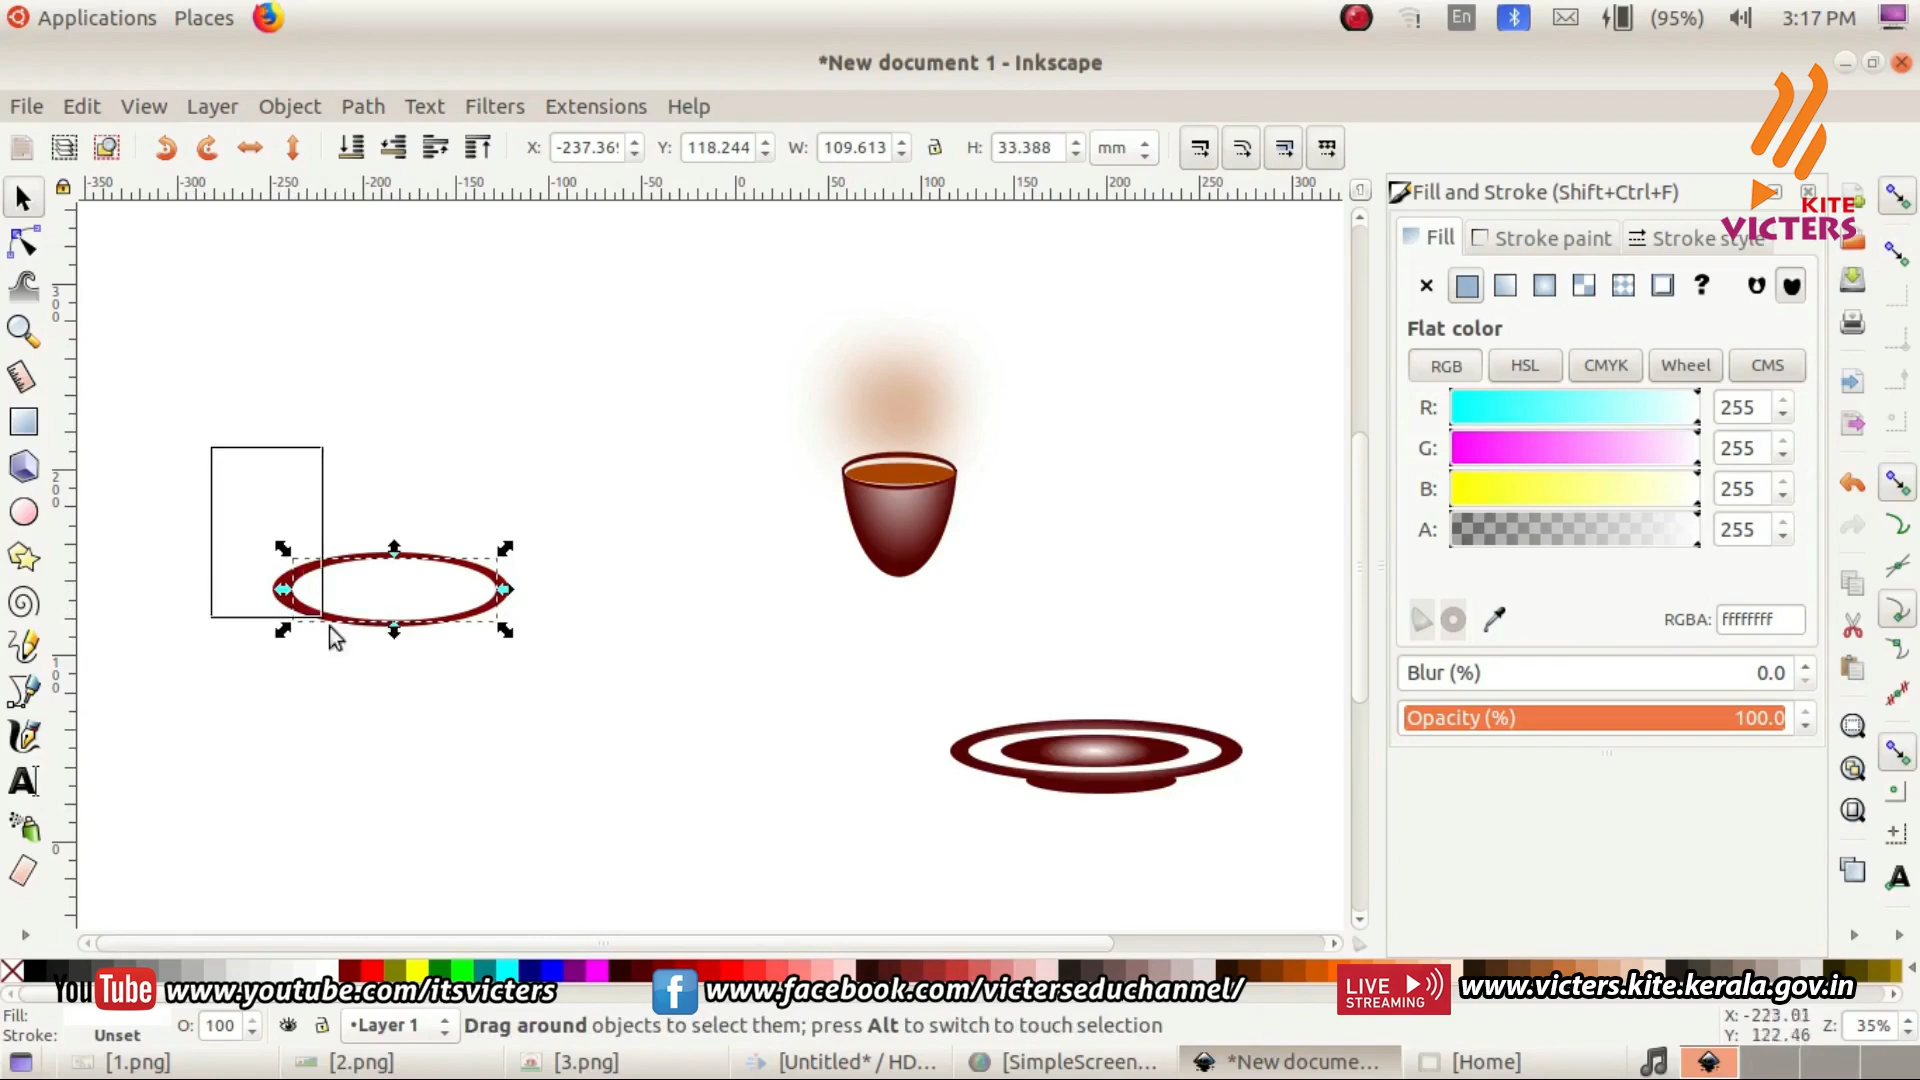 Applications Places En (95%) 3:17 PM
*New document 1 - Inkscape
File Edit View Layer Object Path Text Filters Extensions Help
X: -237.36 Y: 118.244 W: 109.613 H: 33.388 mm
-350 -300 -250 -200 -150 -100 -50 0 50 100 150 200 250 300
Fill and Stroke (Shift+Ctrl+F)
KITE
VICTERS
Fill Stroke paint Stroke style
?
Flat color
RGB HSL CMYK Wheel CMS
R: 255
G: 255
B: 255
A: 255
RGBA: ffffffff
Blur (%) 0.0
Opacity (%) 100.0
300
200
100
0
YouTube www.youtube.com/itsvicters
f www.facebook.com/victerseduchannel/
LIVE STREAMING www.victers.kite.kerala.gov.in
Fill:
Stroke: Unset
O: 100 •Layer 1 Drag around objects to select them; press Alt to switch to touch selection
X: -223.01
Y: 122.46
Z: 35%
[1.png] [2.png] [3.png] [Untitled* / HD... [SimpleScreen... *New docume... [Home]